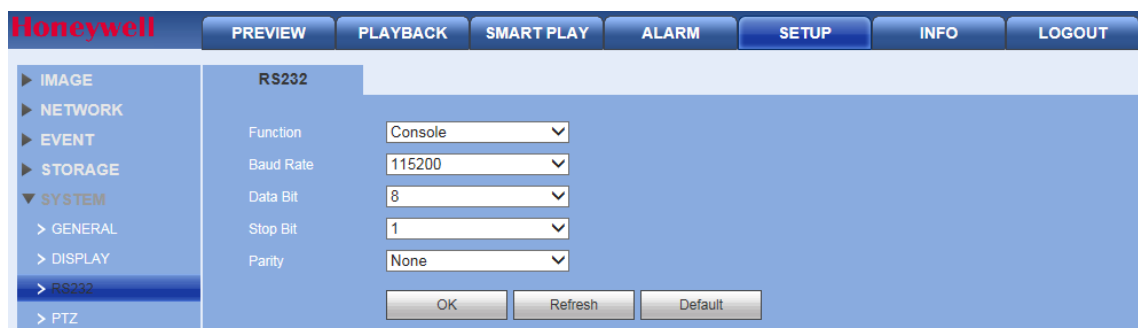 Honeywell
PREVIEW PLAYBACK SMART PLAY ALARM SETUP INFO LOGOUT
IMAGE
NETWORK
EVENT
STORAGE
SYSTEM
> GENERAL
> DISPLAY
> RS232
> PTZ
RS232
Function Console
Baud Rate 115200
Data Bit 8
Stop Bit 1
Parity None
OK Refresh Default